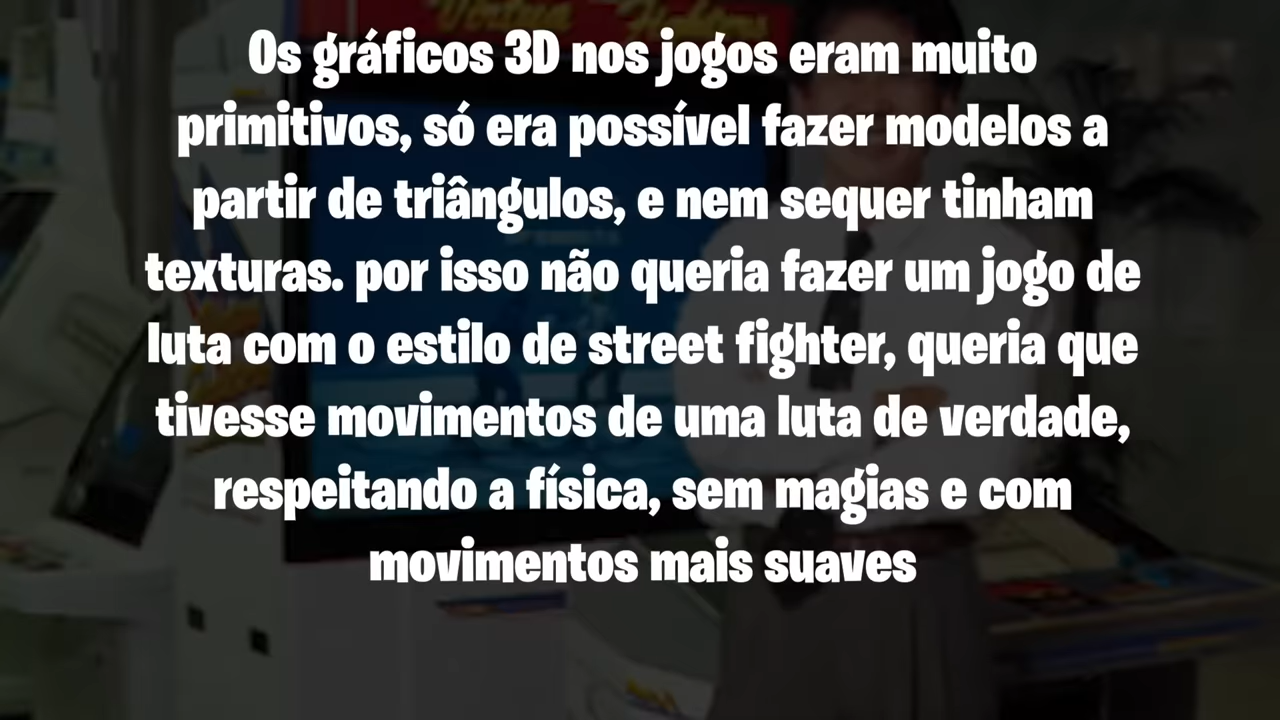 Virtua Fighters
Os gráficos 3D nos jogos eram muito
primitivos, só era possível fazer modelos a
partir de triângulos, e nem sequer tinham
texturas. por isso não queria fazer um jogo de
luta com o estilo de street fighter, queria que
tivesse movimentos de uma luta de verdade,
respeitando a física, sem magias e com
movimentos mais suaves